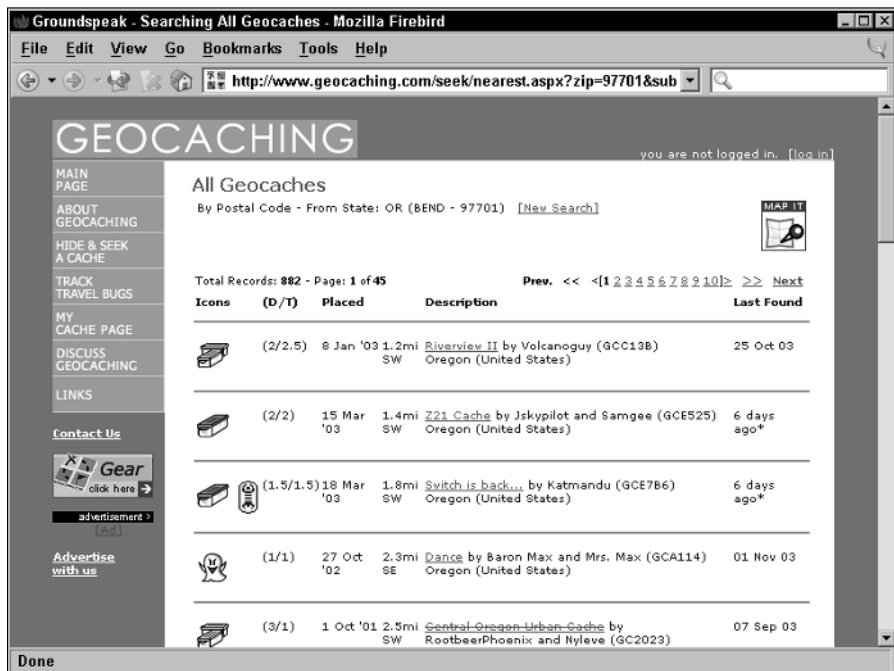 Groundspeak - Searching All Geocaches - Mozilla Firebird
File Edit View Go Bookmarks Tools Help
http://www.geocaching.com/seek/nearest.aspx?zip=97701&sub
GEOCACHING
you are not logged in. [log in]
MAIN
PAGE
ABOUT
GEOCACHING
HIDE & SEEK
A CACHE
TRACK
TRAVEL BUGS
MY
CACHE PAGE
DISCUSS
GEOCACHING
LINKS
Contact Us
Gear
click here
advertisement >
[Ad]
Advertise
with us
All Geocaches
By Postal Code - From State: OR (BEND - 97701) [New Search]
MAP IT
Total Records: 882 - Page: 1 of 45 Prev. << <[1 2 3 4 5 6 7 8 9 10]> >> Next
Icons (D/T) Placed Description Last Found
(2/2.5) 8 Jan '03 1.2mi Riverview II by Volcanoguy (GCC13B) 25 Oct 03
SW Oregon (United States)
(2/2) 15 Mar 1.4mi Z21 Cache by Jskypilot and Samgee (GCE525) 6 days
'03 SW Oregon (United States) ago*
(1.5/1.5) 18 Mar 1.8mi Switch is back... by Katmandu (GCE7B6) 6 days
'03 SW Oregon (United States) ago*
(1/1) 27 Oct 2.3mi Dance by Baron Max and Mrs. Max (GCA114) 01 Nov 03
'02 SE Oregon (United States)
(3/1) 1 Oct '01 2.5mi Central Oregon Urban Cache by 07 Sep 03
SW RootbeerPhoenix and Nyleve (GC2023)
Done